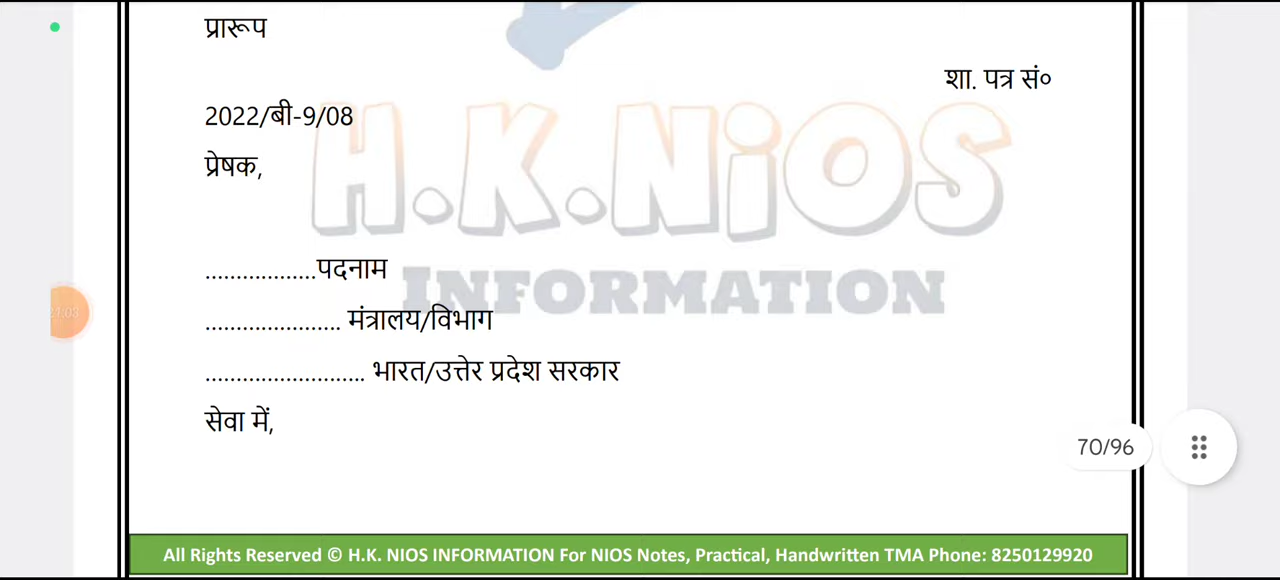 प्रारूप
शा. पत्र सं०
2022/बी-9/08
प्रेषक,
H.K.NiOS
INFORMATION
..................पदनाम
...................... मंत्रालय/विभाग
.......................... भारत/उत्तेर प्रदेश सरकार
सेवा में,
70/96
All Rights Reserved © H.K. NIOS INFORMATION For NIOS Notes, Practical, Handwritten TMA Phone: 8250129920